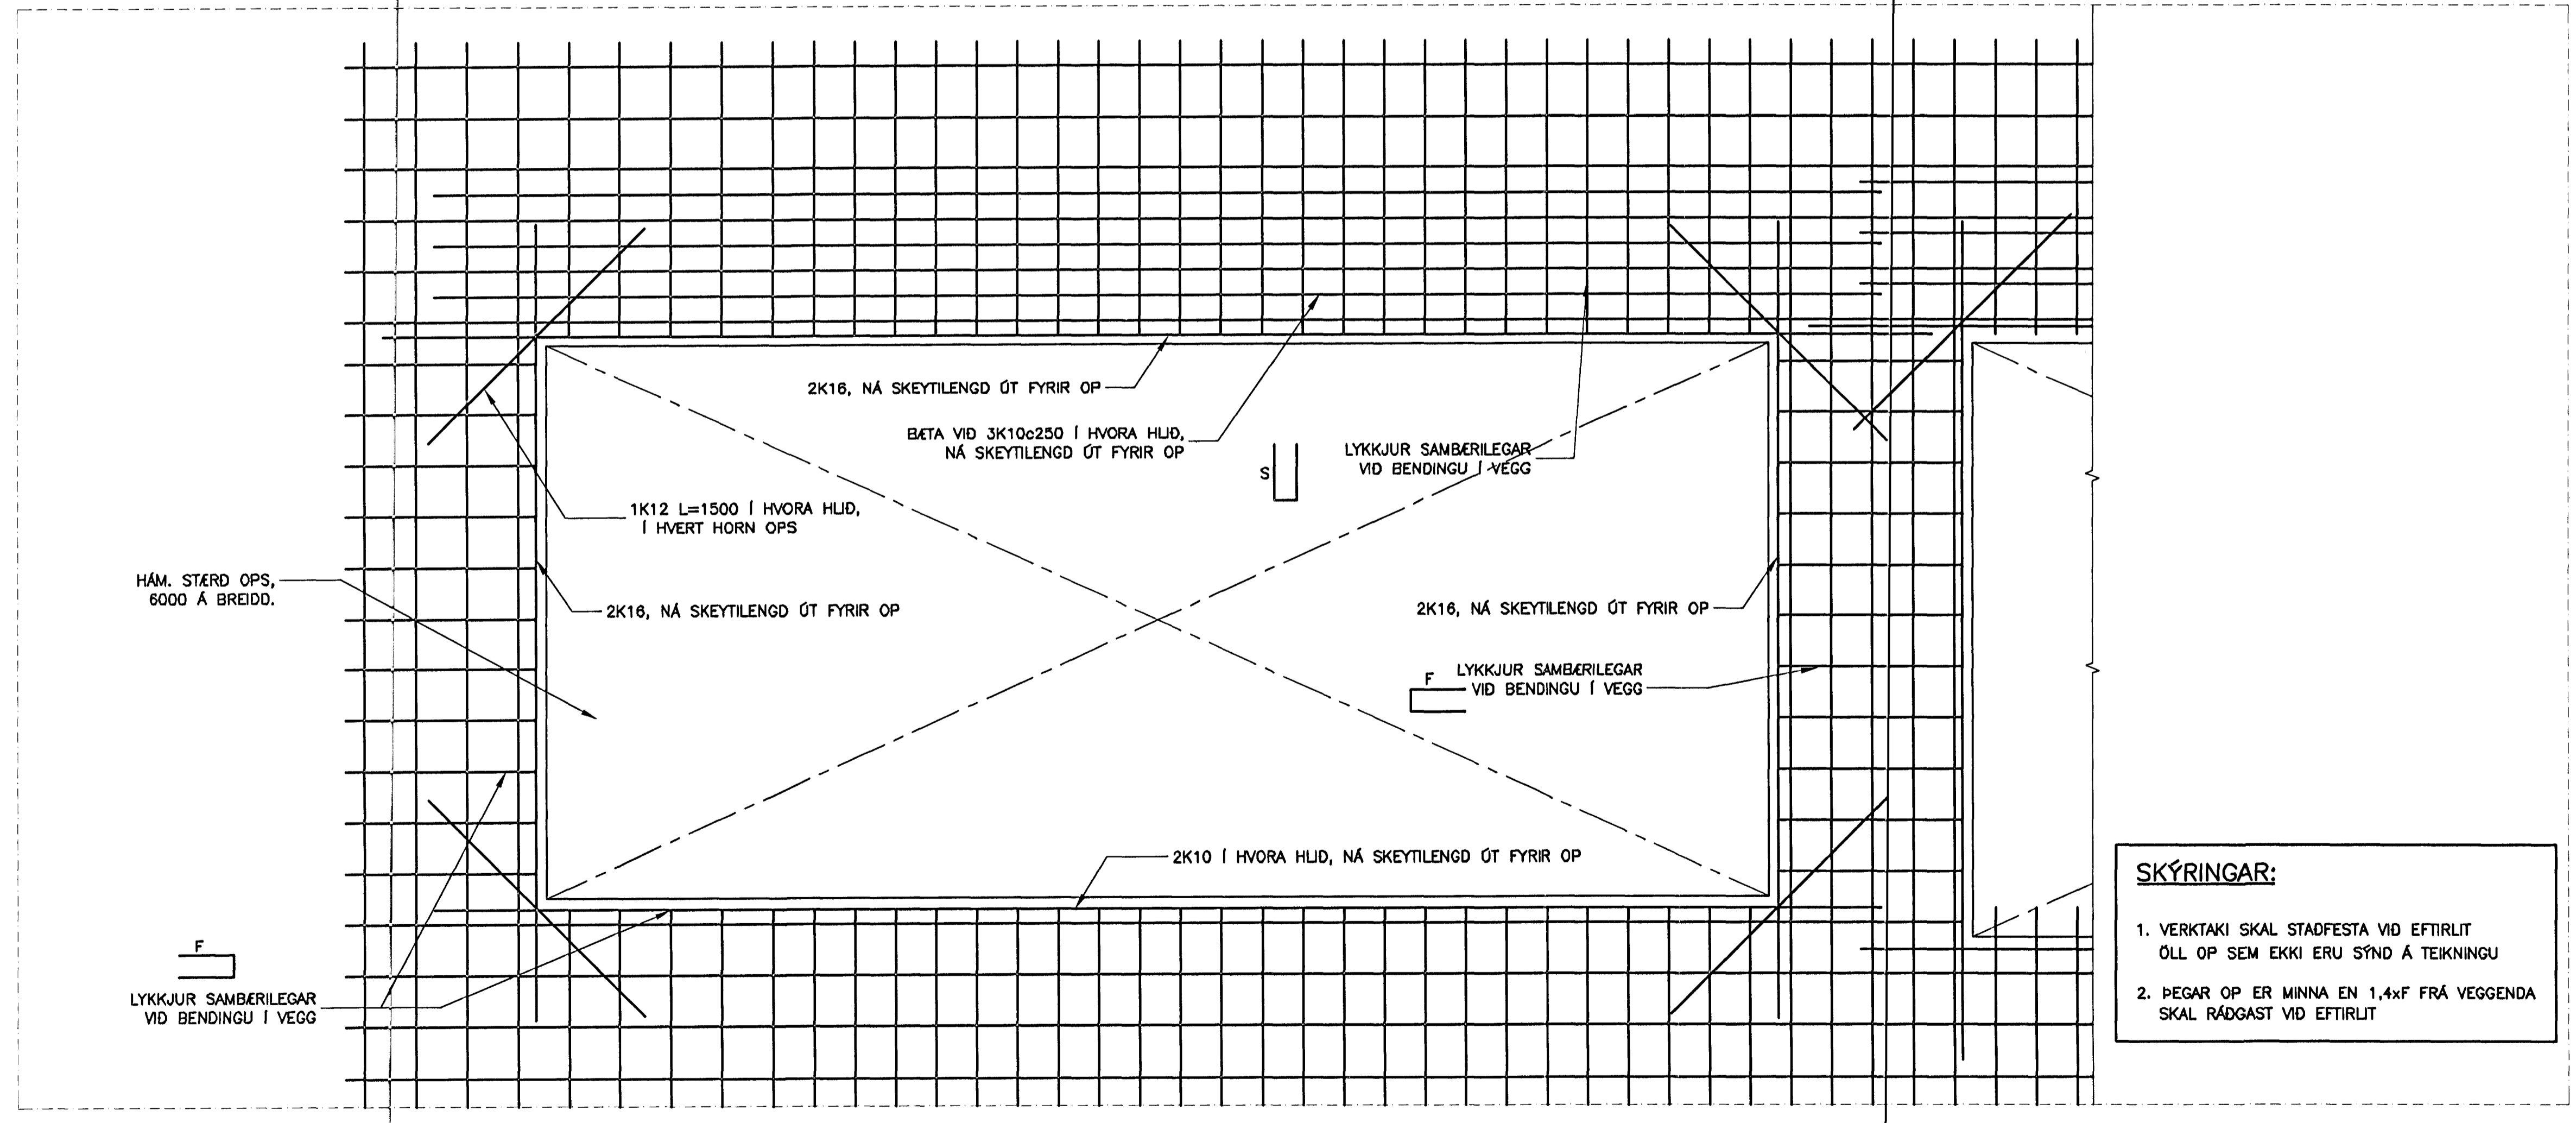 2K16, NÁ SKEYTILENGD ÚT FYRIR OP
BÆTA VIÐ 3K10c250 Í HVORA HLIÐ,
NÁ SKEYTILENGD ÚT FYRIR OP
S
LYKKJUR SAMBÆRILEGAR
VIÐ BENDINGU Í VEGG
1K12 L=1500 Í HVORA HLIÐ,
Í HVERT HORN OPS
HÁM. STÆRÐ OPS,
6000 Á BREIDD.
2K16, NÁ SKEYTILENGD ÚT FYRIR OP
2K16, NÁ SKEYTILENGD ÚT FYRIR OP
F
LYKKJUR SAMBÆRILEGAR
VIÐ BENDINGU Í VEGG
2K10 Í HVORA HLIÐ, NÁ SKEYTILENGD ÚT FYRIR OP
F
LYKKJUR SAMBÆRILEGAR
VIÐ BENDINGU Í VEGG
SKÝRINGAR:
1. VERKTAKI SKAL STAÐFESTA VIÐ EFTIRLIT
ÖLL OP SEM EKKI ERU SÝND Á TEIKNINGU
2. ÞEGAR OP ER MINNA EN 1,4xF FRÁ VEGGENDA
SKAL RÁÐGAST VIÐ EFTIRLIT